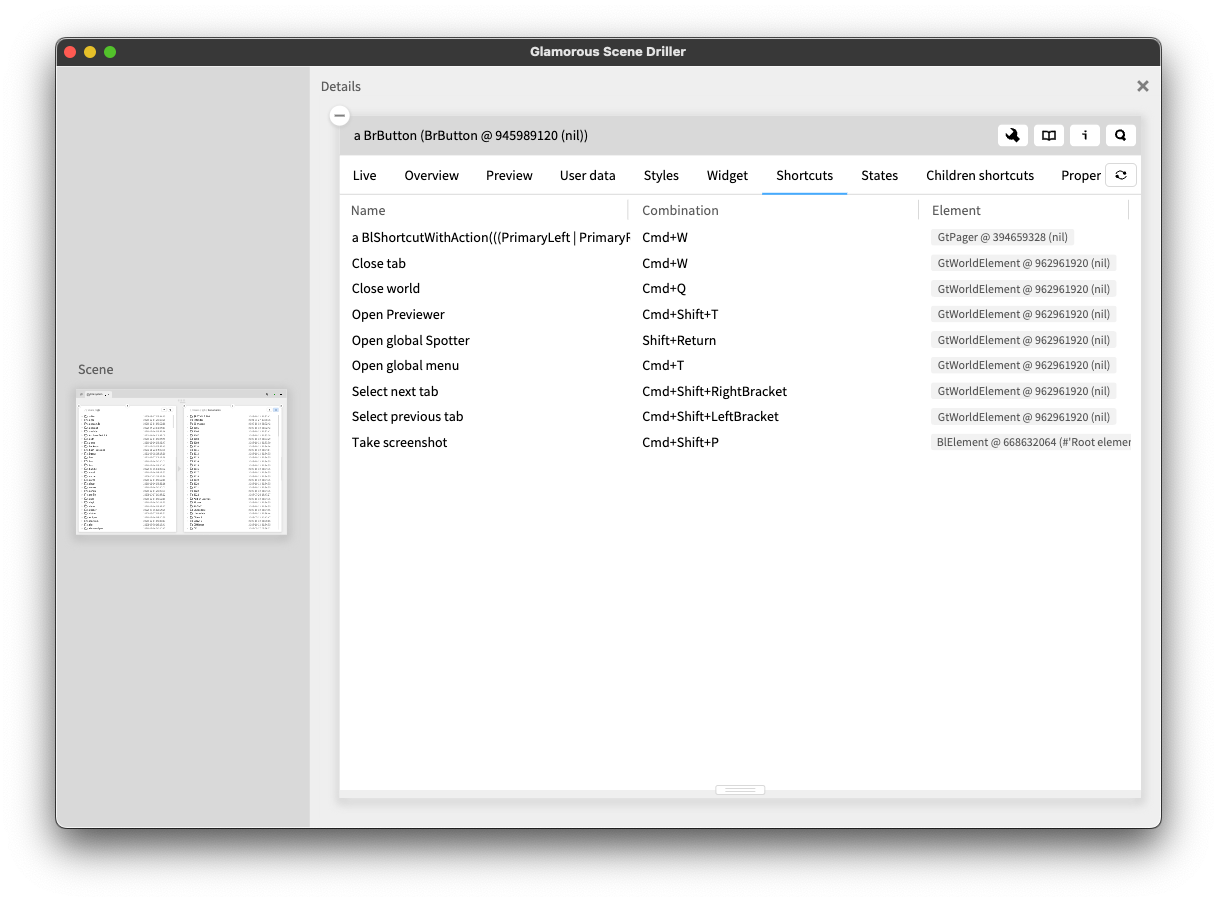 Glamorous Scene Driller
Details
a BrButton (BrButton @ 945989120 (nil))
Live Overview Preview User data Styles Widget Shortcuts States Children shortcuts Proper
Name Combination Element
a BlShortcutWithAction(((PrimaryLeft | PrimaryR Cmd+W GtPager @ 394659328 (nil)
Close tab Cmd+W GtWorldElement @ 962961920 (nil)
Close world Cmd+Q GtWorldElement @ 962961920 (nil)
Open Previewer Cmd+Shift+T GtWorldElement @ 962961920 (nil)
Open global Spotter Shift+Return GtWorldElement @ 962961920 (nil)
Open global menu Cmd+T GtWorldElement @ 962961920 (nil)
Select next tab Cmd+Shift+RightBracket GtWorldElement @ 962961920 (nil)
Select previous tab Cmd+Shift+LeftBracket GtWorldElement @ 962961920 (nil)
Take screenshot Cmd+Shift+P BlElement @ 668632064 (#'Root elemen
Scene